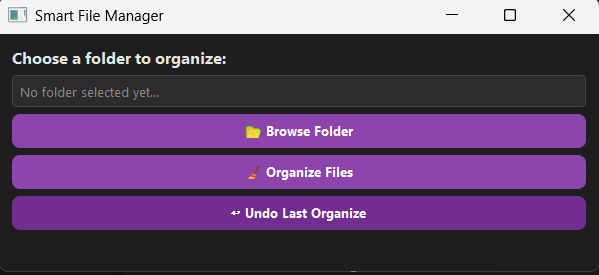 Smart File Manager
Choose a folder to organize:
No folder selected yet...
📂 Browse Folder
🧹 Organize Files
↩ Undo Last Organize